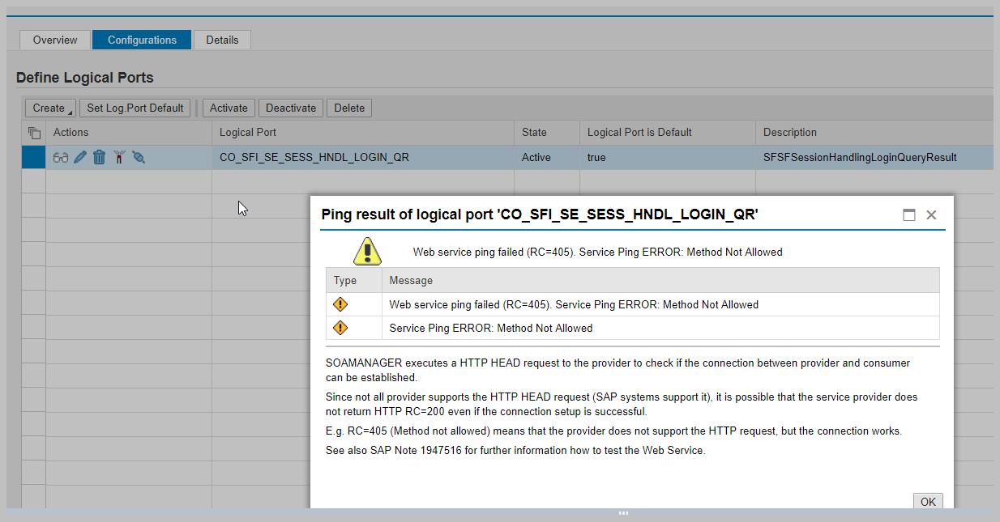 Overview Configurations Details
Define Logical Ports
Create Set Log.Port Default Activate Deactivate Delete
Actions Logical Port State Logical Port is Default Description
CO_SFI_SE_SESS_HNDL_LOGIN_QR Active true SFSFSessionHandlingLoginQueryResult
Ping result of logical port 'CO_SFI_SE_SESS_HNDL_LOGIN_QR'
Web service ping failed (RC=405). Service Ping ERROR: Method Not Allowed
Type Message
Web service ping failed (RC=405). Service Ping ERROR: Method Not Allowed
Service Ping ERROR: Method Not Allowed
SOAMANAGER executes a HTTP HEAD request to the provider to check if the connection between provider and consumer
can be established.
Since not all provider supports the HTTP HEAD request (SAP systems support it), it is possible that the service provider does
not return HTTP RC=200 even if the connection setup is successful.
E.g. RC=405 (Method not allowed) means that the provider does not support the HTTP request, but the connection works.
See also SAP Note 1947516 for further information how to test the Web Service.
OK